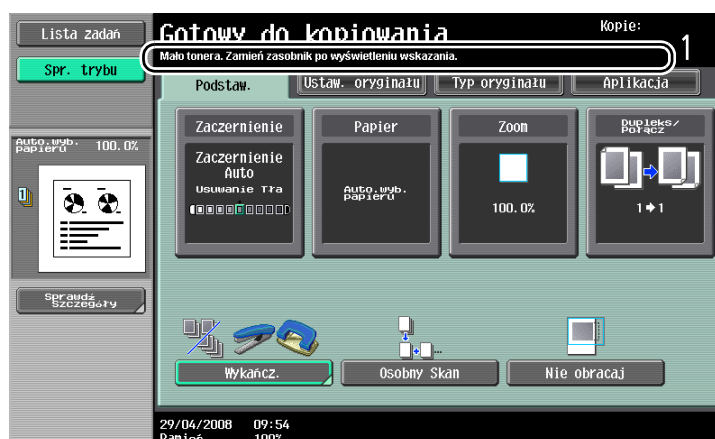 Lista zadań
Spr. trybu
Gotowy do kopiowania
Kopie:
1
Mało tonera. Zamień zasobnik po wyświetleniu wskazania.
Podstaw.
Ustaw. oryginału
Typ oryginału
Aplikacja
Auto.wyb.
papieru
100.0%
1
Sprawdź
Szczegóły
Zaczernienie
Zaczernienie
Auto
Usuwanie Tła
Papier
Auto.wyb.
papieru
Zoom
100.0%
Dupleks/
Połącz
1➔1
Wykańcz.
Osobny Skan
Nie obracaj
29/04/2008 09:54
Pamięć 100%